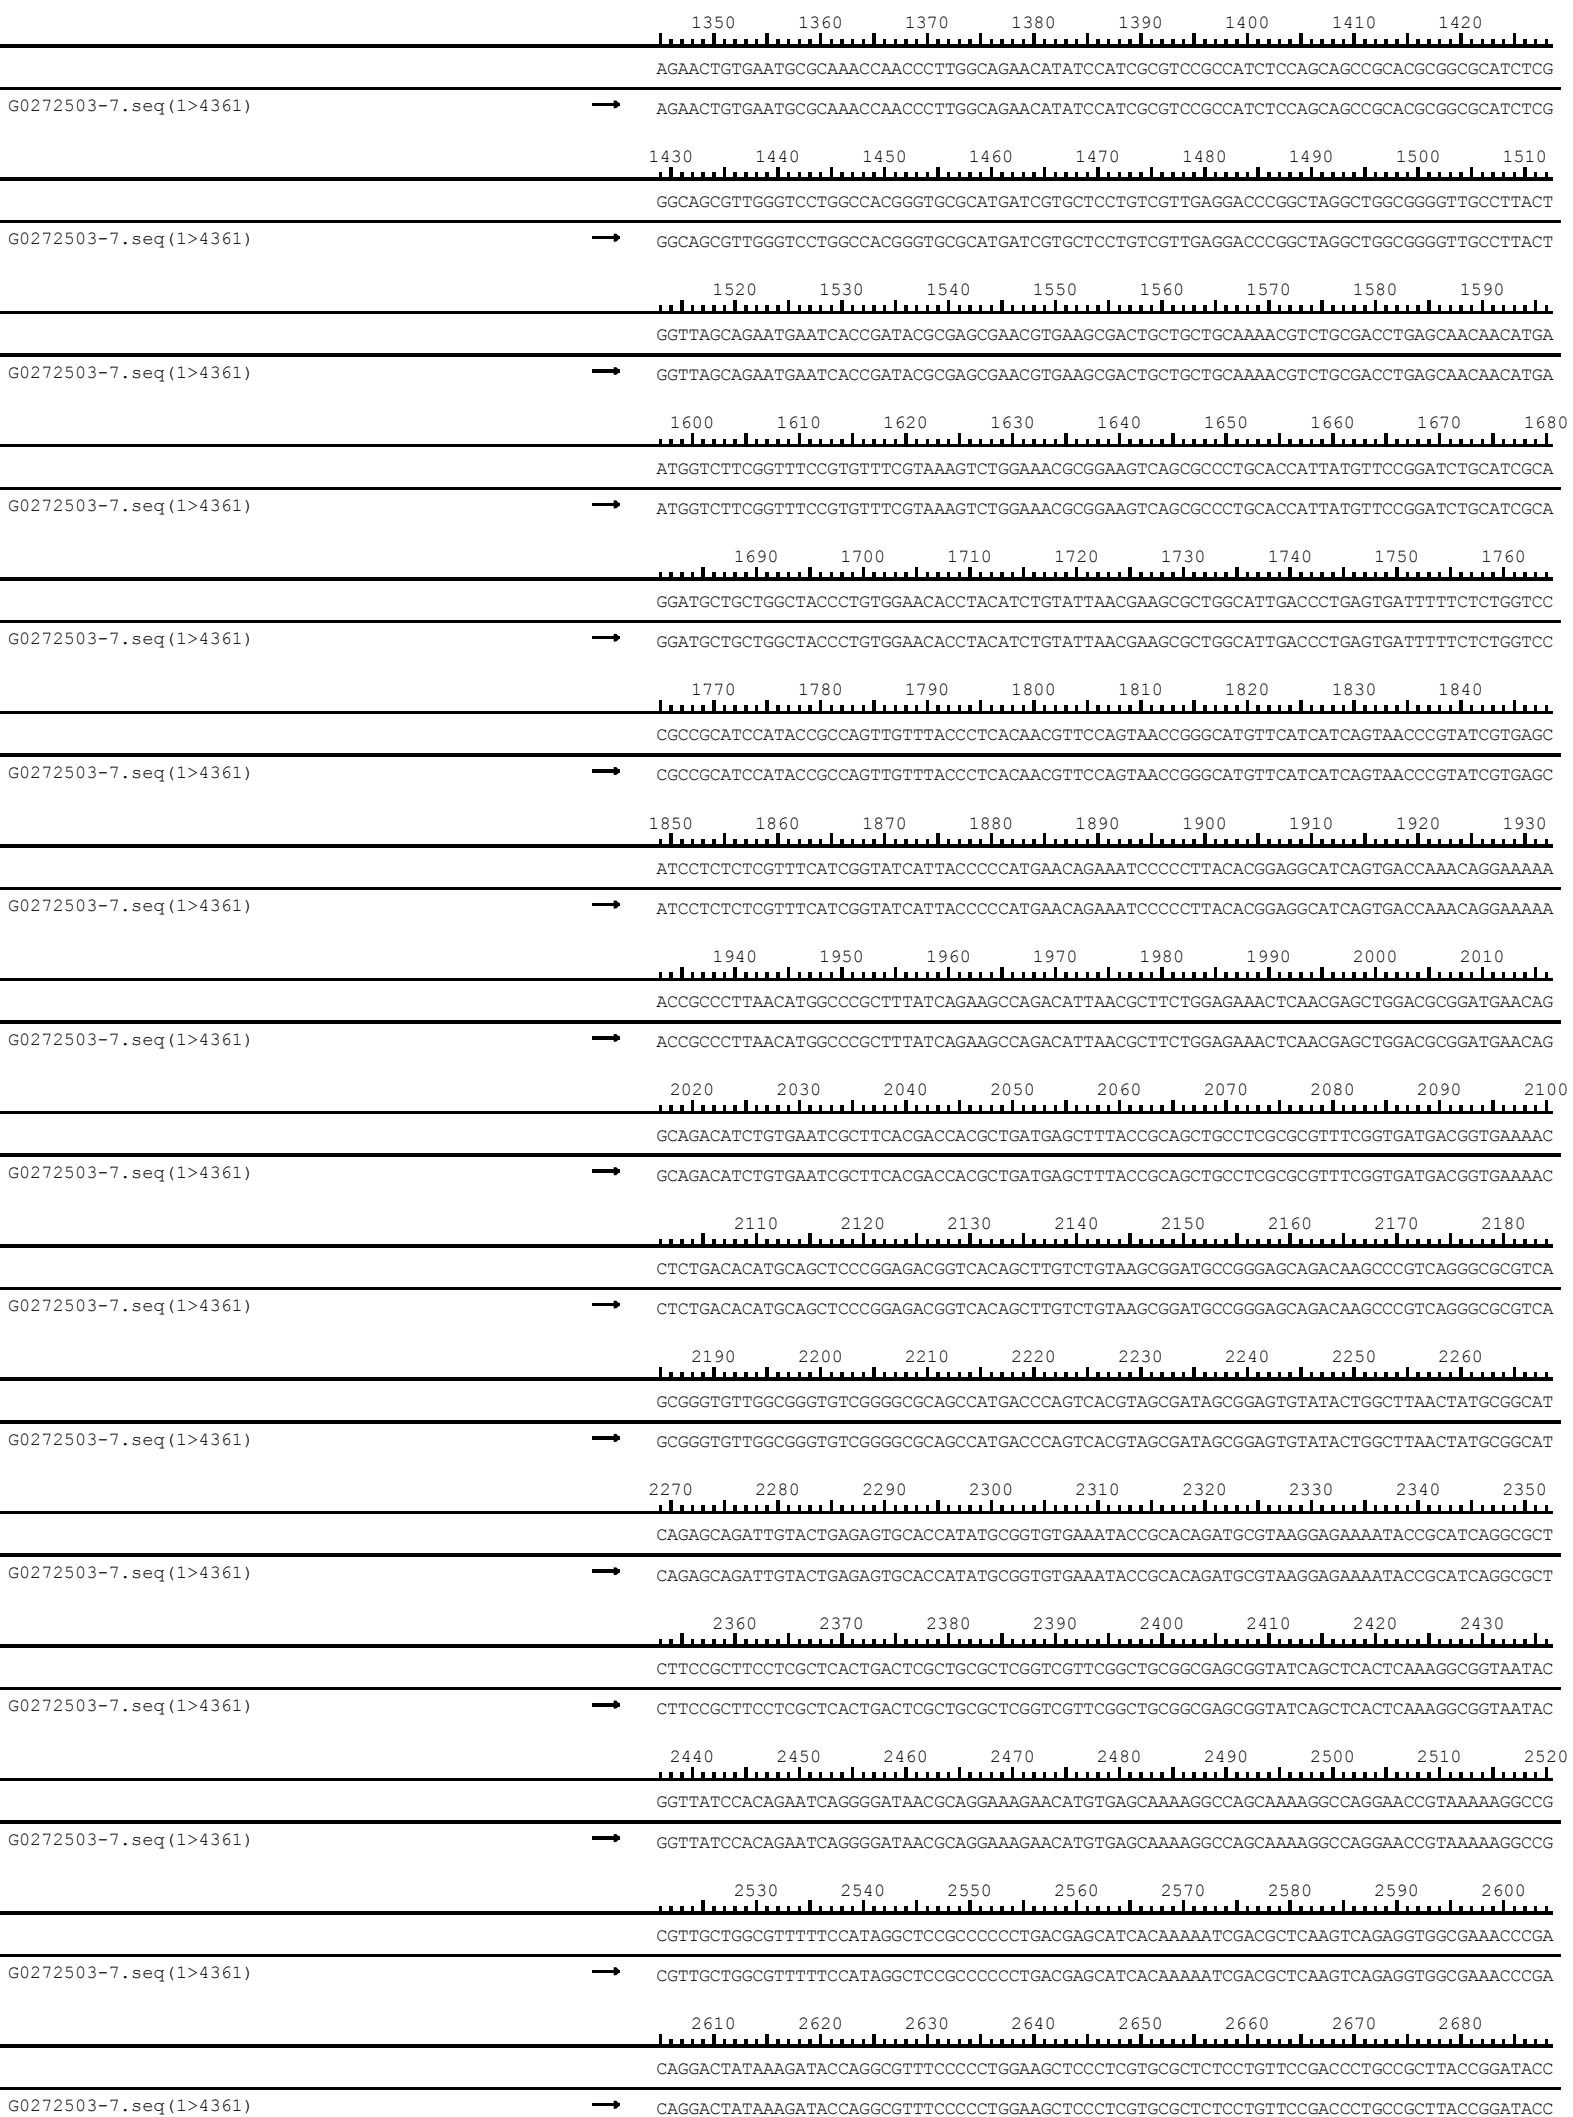 1350 1360 1370 1380 1390 1400 1410 1420
AGAACTGTGAATGCGCAAACCAACCCTTGGCAGAACATATCCATCGCGTCCGCCATCTCCAGCAGCCGCACGCGGCGCATCTCG
G0272503-7.seq(1>4361) → AGAACTGTGAATGCGCAAACCAACCCTTGGCAGAACATATCCATCGCGTCCGCCATCTCCAGCAGCCGCACGCGGCGCATCTCG
1430 1440 1450 1460 1470 1480 1490 1500 1510
GGCAGCGTTGGGTCCTGGCCACGGGTGCGCATGATCGTGCTCCTGTCGTTGAGGACCCGGCTAGGCTGGCGGGGTTGCCTTACT
G0272503-7.seq(1>4361) → GGCAGCGTTGGGTCCTGGCCACGGGTGCGCATGATCGTGCTCCTGTCGTTGAGGACCCGGCTAGGCTGGCGGGGTTGCCTTACT
1520 1530 1540 1550 1560 1570 1580 1590
GGTTAGCAGAATGAATCACCGATACGCGAGCGAACGTGAAGCGACTGCTGCTGCAAAACGTCTGCGACCTGAGCAACAACATGA
G0272503-7.seq(1>4361) → GGTTAGCAGAATGAATCACCGATACGCGAGCGAACGTGAAGCGACTGCTGCTGCAAAACGTCTGCGACCTGAGCAACAACATGA
1600 1610 1620 1630 1640 1650 1660 1670 1680
ATGGTCTTCGGTTTCCGTGTTTCGTAAAGTCTGGAAACGCGGAAGTCAGCGCCCTGCACCATTATGTTCCGGATCTGCATCGCA
G0272503-7.seq(1>4361) → ATGGTCTTCGGTTTCCGTGTTTCGTAAAGTCTGGAAACGCGGAAGTCAGCGCCCTGCACCATTATGTTCCGGATCTGCATCGCA
1690 1700 1710 1720 1730 1740 1750 1760
GGATGCTGCTGGCTACCCTGTGGAACACCTACATCTGTATTAACGAAGCGCTGGCATTGACCCTGAGTGATTTTTCTCTGGTCC
G0272503-7.seq(1>4361) → GGATGCTGCTGGCTACCCTGTGGAACACCTACATCTGTATTAACGAAGCGCTGGCATTGACCCTGAGTGATTTTTCTCTGGTCC
1770 1780 1790 1800 1810 1820 1830 1840
CGCCGCATCCATACCGCCAGTTGTTTACCCTCACAACGTTCCAGTAACCGGGCATGTTCATCATCAGTAACCCGTATCGTGAGC
G0272503-7.seq(1>4361) → CGCCGCATCCATACCGCCAGTTGTTTACCCTCACAACGTTCCAGTAACCGGGCATGTTCATCATCAGTAACCCGTATCGTGAGC
1850 1860 1870 1880 1890 1900 1910 1920 1930
ATCCTCTCTCGTTTCATCGGTATCATTACCCCCATGAACAGAAATCCCCCTTACACGGAGGCATCAGTGACCAAACAGGAAAAA
G0272503-7.seq(1>4361) → ATCCTCTCTCGTTTCATCGGTATCATTACCCCCATGAACAGAAATCCCCCTTACACGGAGGCATCAGTGACCAAACAGGAAAAA
1940 1950 1960 1970 1980 1990 2000 2010
ACCGCCCTTAACATGGCCCGCTTTATCAGAAGCCAGACATTAACGCTTCTGGAGAAACTCAACGAGCTGGACGCGGATGAACAG
G0272503-7.seq(1>4361) → ACCGCCCTTAACATGGCCCGCTTTATCAGAAGCCAGACATTAACGCTTCTGGAGAAACTCAACGAGCTGGACGCGGATGAACAG
2020 2030 2040 2050 2060 2070 2080 2090 2100
GCAGACATCTGTGAATCGCTTCACGACCACGCTGATGAGCTTTACCGCAGCTGCCTCGCGCGTTTCGGTGATGACGGTGAAAAC
G0272503-7.seq(1>4361) → GCAGACATCTGTGAATCGCTTCACGACCACGCTGATGAGCTTTACCGCAGCTGCCTCGCGCGTTTCGGTGATGACGGTGAAAAC
2110 2120 2130 2140 2150 2160 2170 2180
CTCTGACACATGCAGCTCCCGGAGACGGTCACAGCTTGTCTGTAAGCGGATGCCGGGAGCAGACAAGCCCGTCAGGGCGCGTCA
G0272503-7.seq(1>4361) → CTCTGACACATGCAGCTCCCGGAGACGGTCACAGCTTGTCTGTAAGCGGATGCCGGGAGCAGACAAGCCCGTCAGGGCGCGTCA
2190 2200 2210 2220 2230 2240 2250 2260
GCGGGTGTTGGCGGGTGTCGGGGCGCAGCCATGACCCAGTCACGTAGCGATAGCGGAGTGTATACTGGCTTAACTATGCGGCAT
G0272503-7.seq(1>4361) → GCGGGTGTTGGCGGGTGTCGGGGCGCAGCCATGACCCAGTCACGTAGCGATAGCGGAGTGTATACTGGCTTAACTATGCGGCAT
2270 2280 2290 2300 2310 2320 2330 2340 2350
CAGAGCAGATTGTACTGAGAGTGCACCATATGCGGTGTGAAATACCGCACAGATGCGTAAGGAGAAAATACCGCATCAGGCGCT
G0272503-7.seq(1>4361) → CAGAGCAGATTGTACTGAGAGTGCACCATATGCGGTGTGAAATACCGCACAGATGCGTAAGGAGAAAATACCGCATCAGGCGCT
2360 2370 2380 2390 2400 2410 2420 2430
CTTCCGCTTCCTCGCTCACTGACTCGCTGCGCTCGGTCGTTCGGCTGCGGCGAGCGGTATCAGCTCACTCAAAGGCGGTAATAC
G0272503-7.seq(1>4361) → CTTCCGCTTCCTCGCTCACTGACTCGCTGCGCTCGGTCGTTCGGCTGCGGCGAGCGGTATCAGCTCACTCAAAGGCGGTAATAC
2440 2450 2460 2470 2480 2490 2500 2510 2520
GGTTATCCACAGAATCAGGGGATAACGCAGGAAAGAACATGTGAGCAAAAGGCCAGCAAAAGGCCAGGAACCGTAAAAAGGCCG
G0272503-7.seq(1>4361) → GGTTATCCACAGAATCAGGGGATAACGCAGGAAAGAACATGTGAGCAAAAGGCCAGCAAAAGGCCAGGAACCGTAAAAAGGCCG
2530 2540 2550 2560 2570 2580 2590 2600
CGTTGCTGGCGTTTTTCCATAGGCTCCGCCCCCCTGACGAGCATCACAAAAATCGACGCTCAAGTCAGAGGTGGCGAAACCCGA
G0272503-7.seq(1>4361) → CGTTGCTGGCGTTTTTCCATAGGCTCCGCCCCCCTGACGAGCATCACAAAAATCGACGCTCAAGTCAGAGGTGGCGAAACCCGA
2610 2620 2630 2640 2650 2660 2670 2680
CAGGACTATAAAGATACCAGGCGTTTCCCCCTGGAAGCTCCCTCGTGCGCTCTCCTGTTCCGACCCTGCCGCTTACCGGATACC
G0272503-7.seq(1>4361) → CAGGACTATAAAGATACCAGGCGTTTCCCCCTGGAAGCTCCCTCGTGCGCTCTCCTGTTCCGACCCTGCCGCTTACCGGATACC